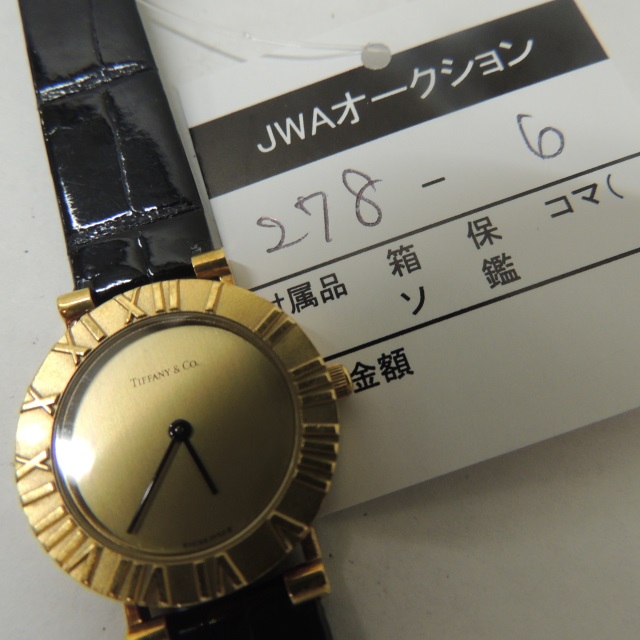 JWAオークション
278 - 6
付属品 箱 保 コマ(
ソ 鑑
金額
TIFFANY & CO.